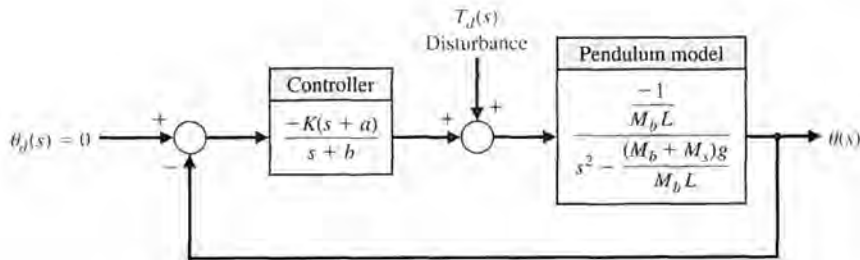 T_d(s)
Disturbance
Pendulum model
Controller
-1
M_b L
-K(s + a)
s + b
+
+
+
θ_d(s) = 0
−
s² − (M_b + M_s)g
M_b L
θ(s)